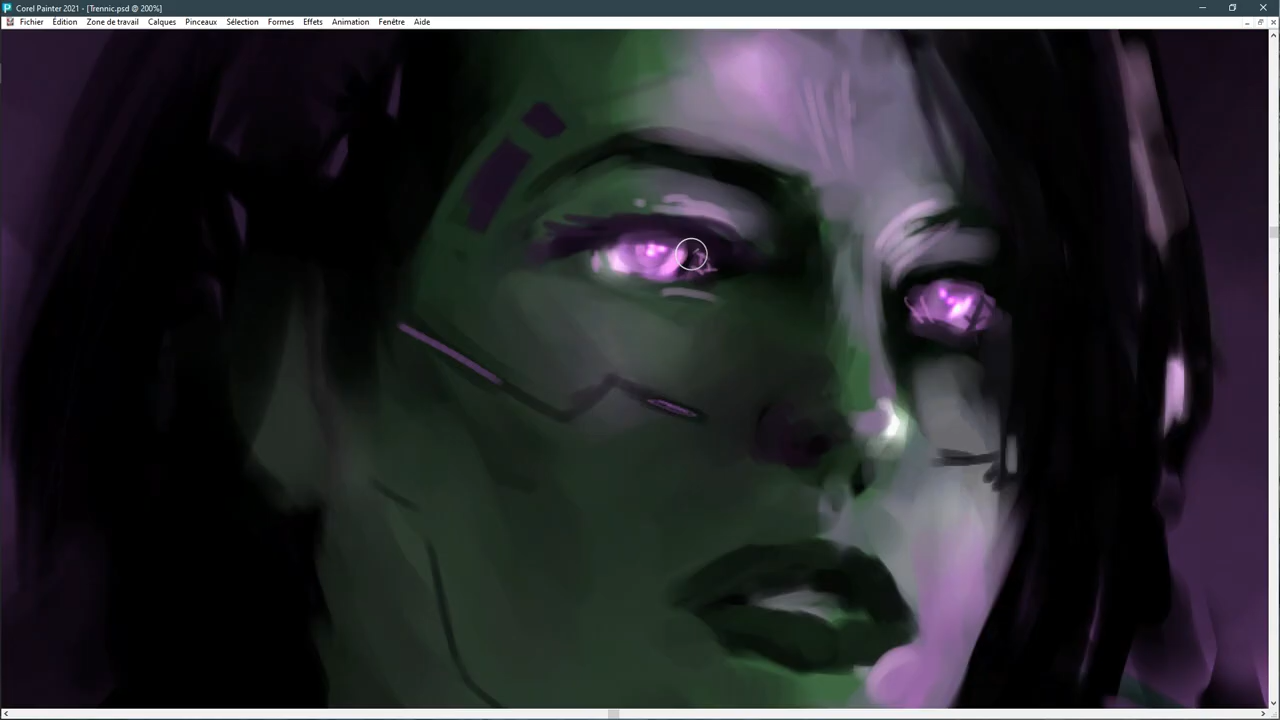 Corel Painter 2021 - [Trennic.psd @ 200%]
Fichier Édition Zone de travail Calques Pinceaux Sélection Formes Effets Animation Fenêtre Aide